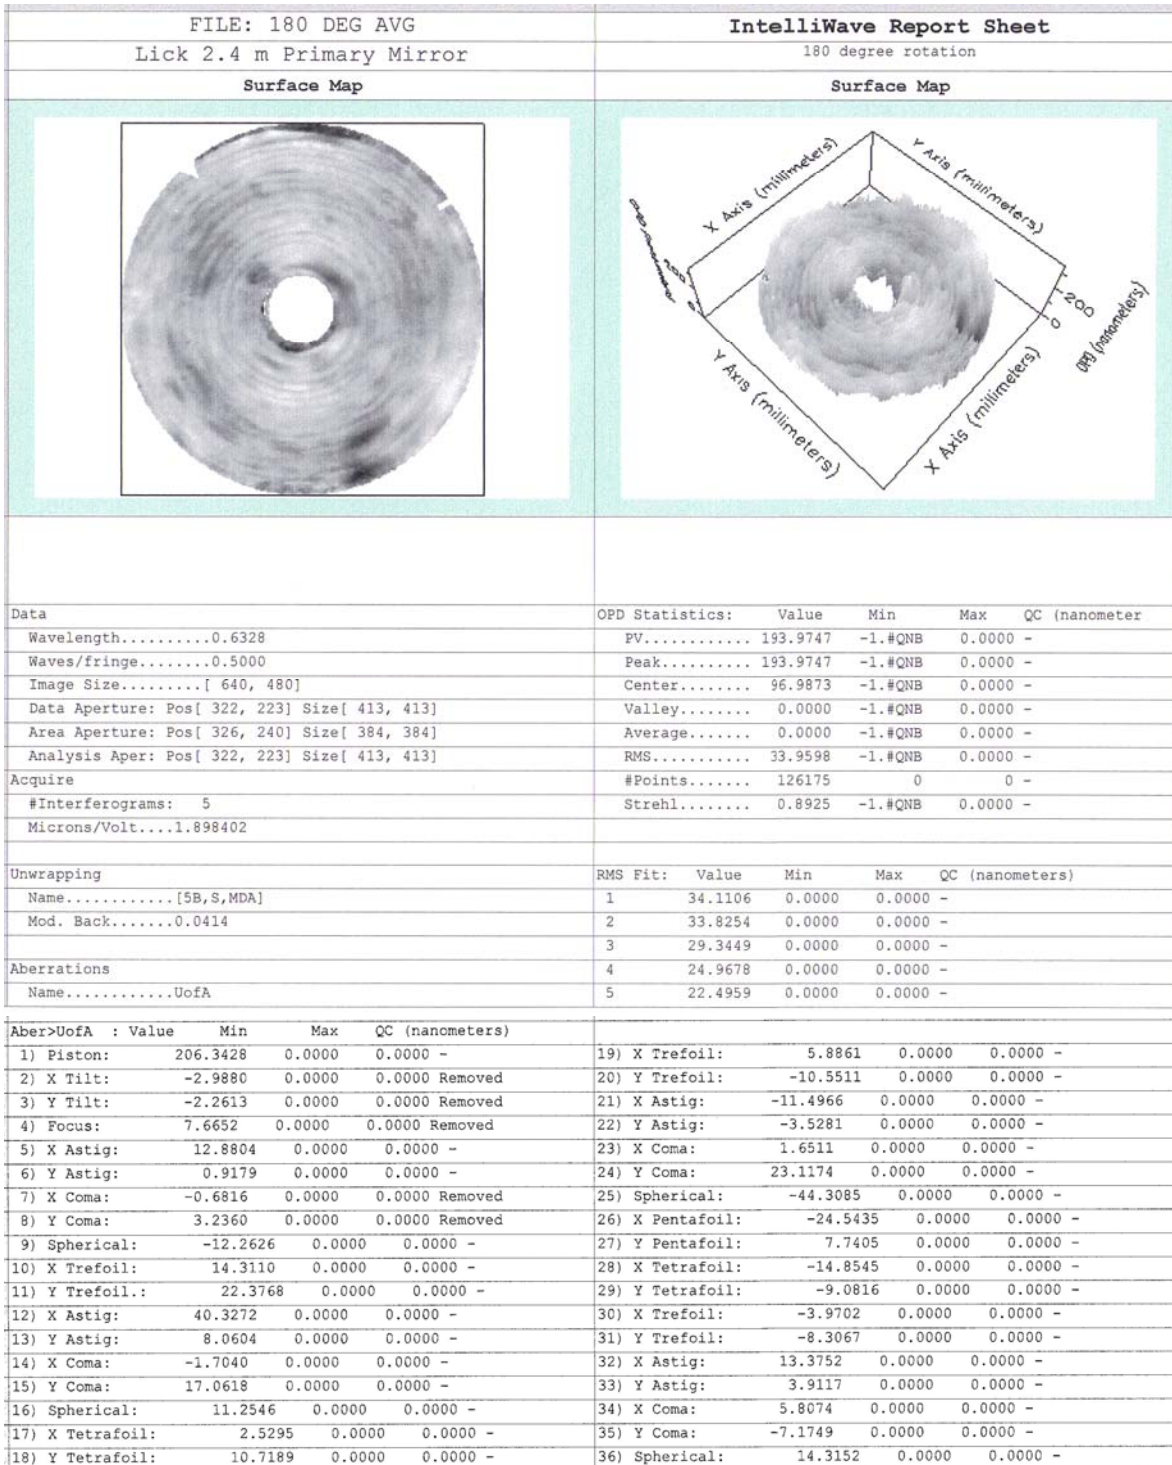 FILE: 180 DEG AVG
Lick 2.4 m Primary Mirror
Surface Map
IntelliWave Report Sheet
180 degree rotation
Surface Map
X Axis (millimeters)
Y Axis (millimeters)
200
0
200
0
OPD (nanometers)
Y Axis (millimeters)
X Axis (millimeters)
Data
Wavelength..........0.6328
Waves/fringe........0.5000
Image Size.........[ 640, 480]
Data Aperture: Pos[ 322, 223] Size[ 413, 413]
Area Aperture: Pos[ 326, 240] Size[ 384, 384]
Analysis Aper: Pos[ 322, 223] Size[ 413, 413]
Acquire
#Interferograms: 5
Microns/Volt....1.898402
Unwrapping
Name............[5B,S,MDA]
Mod. Back.......0.0414
Aberrations
Name............UofA
OPD Statistics: Value Min Max QC (nanometer
PV............ 193.9747 -1.#QNB 0.0000 -
Peak.......... 193.9747 -1.#QNB 0.0000 -
Center........ 96.9873 -1.#QNB 0.0000 -
Valley........ 0.0000 -1.#QNB 0.0000 -
Average....... 0.0000 -1.#QNB 0.0000 -
RMS........... 33.9598 -1.#QNB 0.0000 -
#Points....... 126175 0 0 -
Strehl........ 0.8925 -1.#QNB 0.0000 -
RMS Fit: Value Min Max QC (nanometers)
1 34.1106 0.0000 0.0000 -
2 33.8254 0.0000 0.0000 -
3 29.3449 0.0000 0.0000 -
4 24.9678 0.0000 0.0000 -
5 22.4959 0.0000 0.0000 -
Aber>UofA : Value Min Max QC (nanometers)
1) Piston: 206.3428 0.0000 0.0000 -
2) X Tilt: -2.9880 0.0000 0.0000 Removed
3) Y Tilt: -2.2613 0.0000 0.0000 Removed
4) Focus: 7.6652 0.0000 0.0000 Removed
5) X Astig: 12.8804 0.0000 0.0000 -
6) Y Astig: 0.9179 0.0000 0.0000 -
7) X Coma: -0.6816 0.0000 0.0000 Removed
8) Y Coma: 3.2360 0.0000 0.0000 Removed
9) Spherical: -12.2626 0.0000 0.0000 -
10) X Trefoil: 14.3110 0.0000 0.0000 -
11) Y Trefoil.: 22.3768 0.0000 0.0000 -
12) X Astig: 40.3272 0.0000 0.0000 -
13) Y Astig: 8.0604 0.0000 0.0000 -
14) X Coma: -1.7040 0.0000 0.0000 -
15) Y Coma: 17.0618 0.0000 0.0000 -
16) Spherical: 11.2546 0.0000 0.0000 -
17) X Tetrafoil: 2.5295 0.0000 0.0000 -
18) Y Tetrafoil: 10.7189 0.0000 0.0000 -
19) X Trefoil: 5.8861 0.0000 0.0000 -
20) Y Trefoil: -10.5511 0.0000 0.0000 -
21) X Astig: -11.4966 0.0000 0.0000 -
22) Y Astig: -3.5281 0.0000 0.0000 -
23) X Coma: 1.6511 0.0000 0.0000 -
24) Y Coma: 23.1174 0.0000 0.0000 -
25) Spherical: -44.3085 0.0000 0.0000 -
26) X Pentafoil: -24.5435 0.0000 0.0000 -
27) Y Pentafoil: 7.7405 0.0000 0.0000 -
28) X Tetrafoil: -14.8545 0.0000 0.0000 -
29) Y Tetrafoil: -9.0816 0.0000 0.0000 -
30) X Trefoil: -3.9702 0.0000 0.0000 -
31) Y Trefoil: -8.3067 0.0000 0.0000 -
32) X Astig: 13.3752 0.0000 0.0000 -
33) Y Astig: 3.9117 0.0000 0.0000 -
34) X Coma: 5.8074 0.0000 0.0000 -
35) Y Coma: -7.1749 0.0000 0.0000 -
36) Spherical: 14.3152 0.0000 0.0000 -